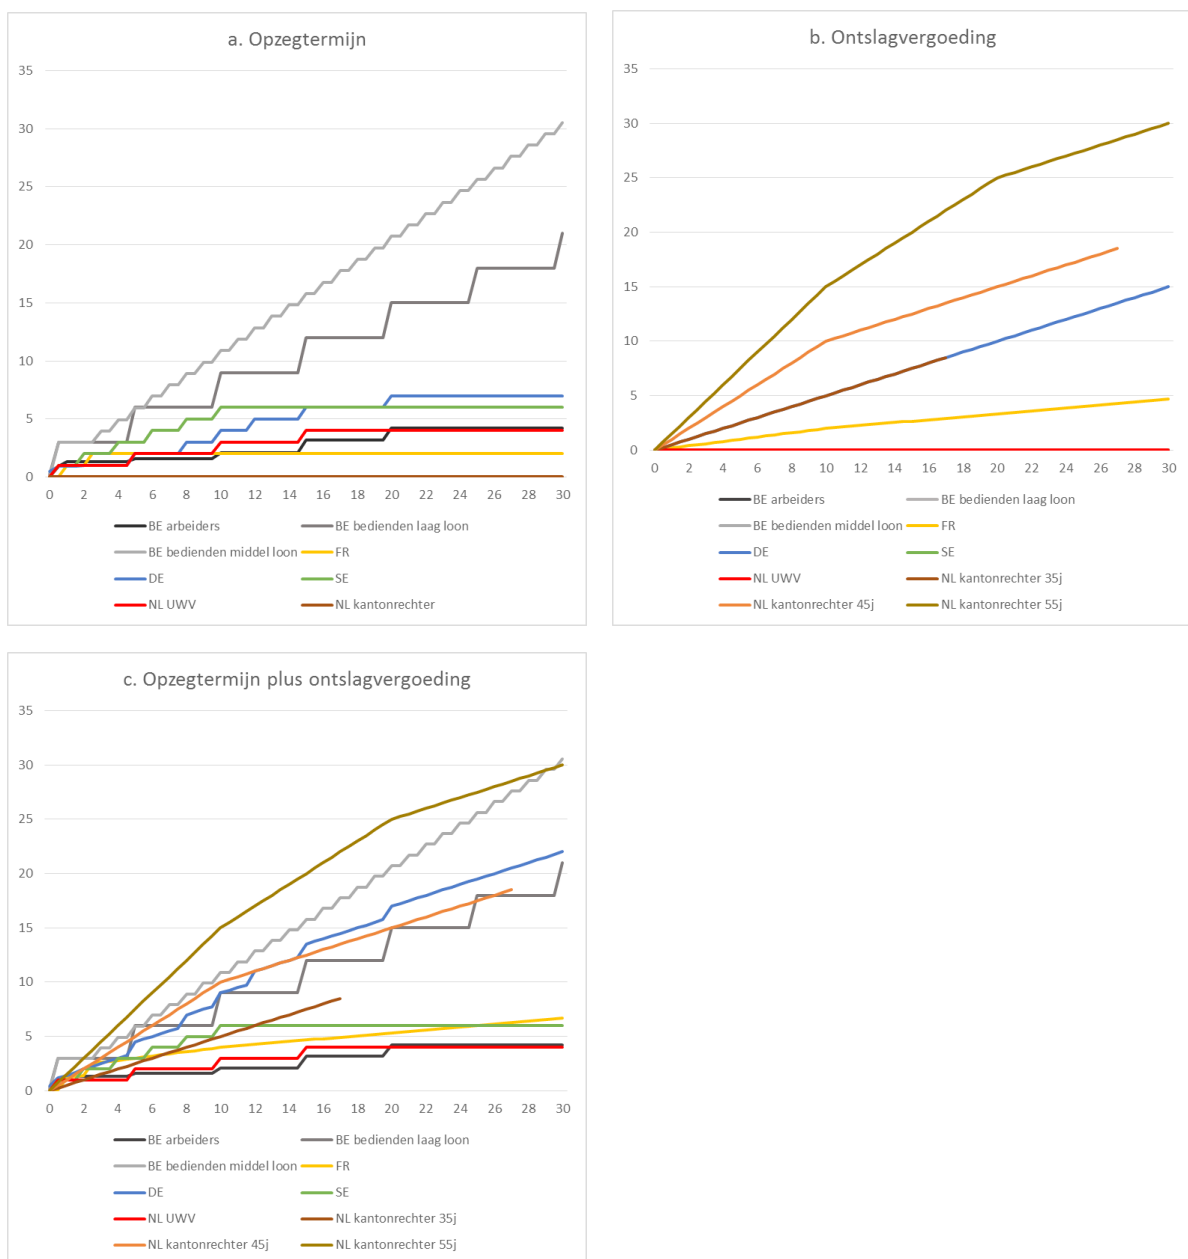 a. Opzegtermijn
35
30
25
20
15
10
5
0
0 2 4 6 8 10 12 14 16 18 20 22 24 26 28 30
BE arbeiders BE bedienden laag loon
BE bedienden middel loon FR
DE SE
NL UWV NL kantonrechter
b. Ontslagvergoeding
35
30
25
20
15
10
5
0
0 2 4 6 8 10 12 14 16 18 20 22 24 26 28 30
BE arbeiders BE bedienden laag loon
BE bedienden middel loon FR
DE SE
NL UWV NL kantonrechter 35j
NL kantonrechter 45j NL kantonrechter 55j
c. Opzegtermijn plus ontslagvergoeding
35
30
25
20
15
10
5
0
0 2 4 6 8 10 12 14 16 18 20 22 24 26 28 30
BE arbeiders BE bedienden laag loon
BE bedienden middel loon FR
DE SE
NL UWV NL kantonrechter 35j
NL kantonrechter 45j NL kantonrechter 55j